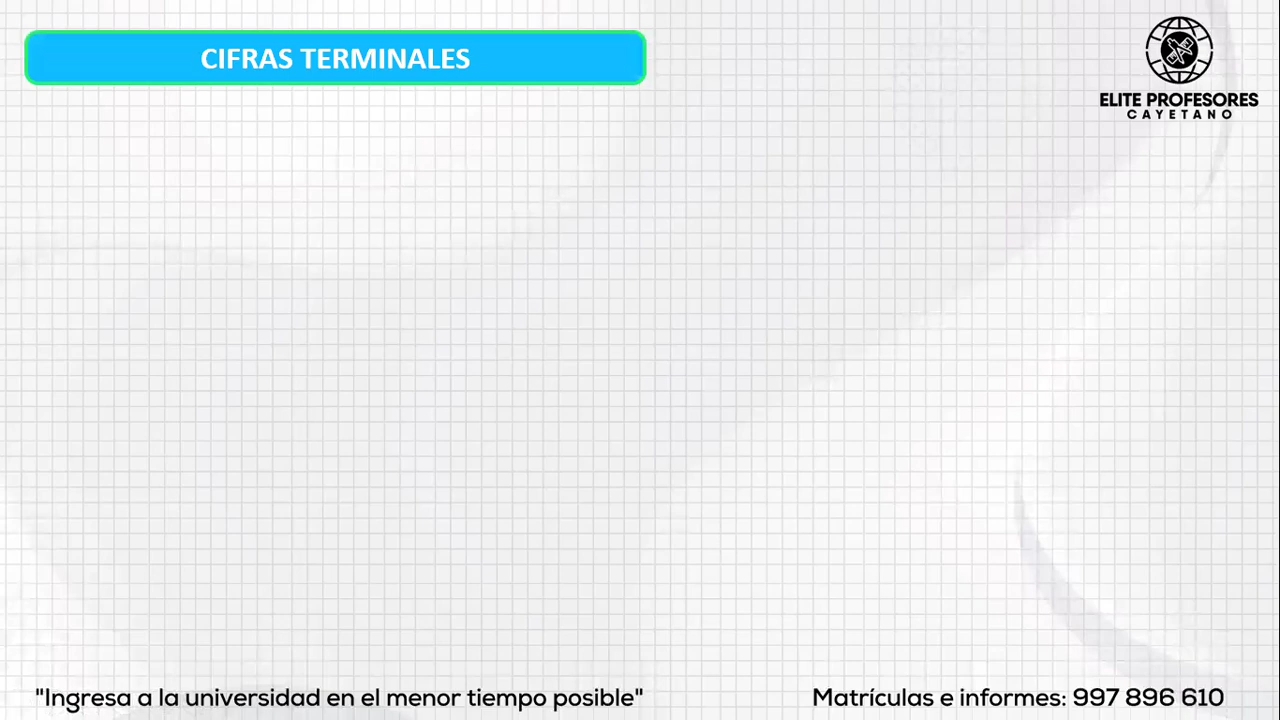 CIFRAS TERMINALES
ELITE PROFESORES
CAYETANO
"Ingresa a la universidad en el menor tiempo posible"
Matrículas e informes: 997 896 610